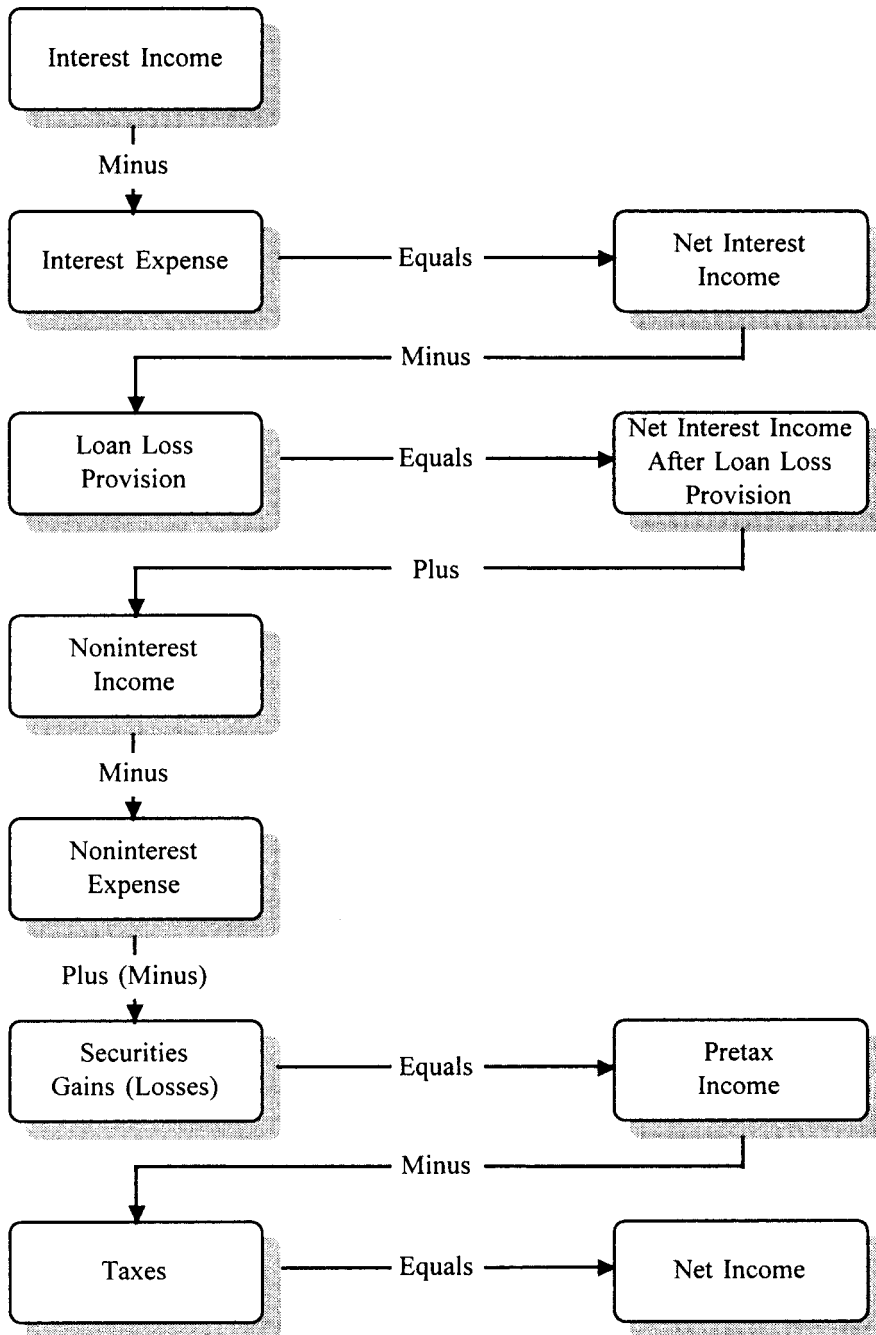 Interest Income
Minus
Interest Expense
Equals
Net Interest
Income
Minus
Loan Loss
Provision
Equals
Net Interest Income
After Loan Loss
Provision
Plus
Noninterest
Income
Minus
Noninterest
Expense
Plus (Minus)
Securities
Gains (Losses)
Equals
Pretax
Income
Minus
Taxes
Equals
Net Income